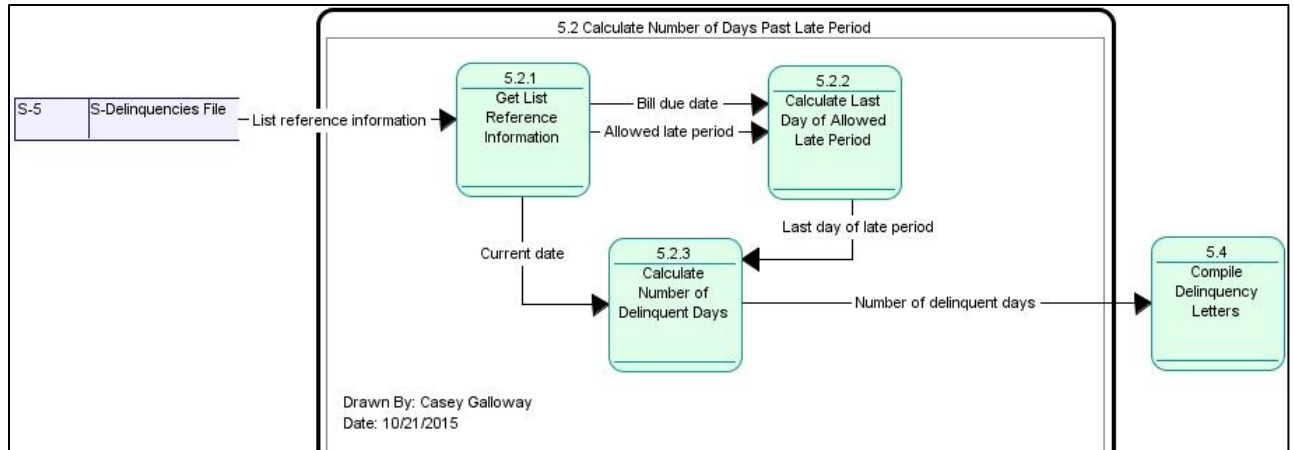 5.2 Calculate Number of Days Past Late Period
S-5
S-Delinquencies File
List reference information
5.2.1
Get List
Reference
Information
Bill due date
Allowed late period
5.2.2
Calculate Last
Day of Allowed
Late Period
Current date
Last day of late period
5.2.3
Calculate
Number of
Delinquent Days
Number of delinquent days
5.4
Compile
Delinquency
Letters
Drawn By: Casey Galloway
Date: 10/21/2015